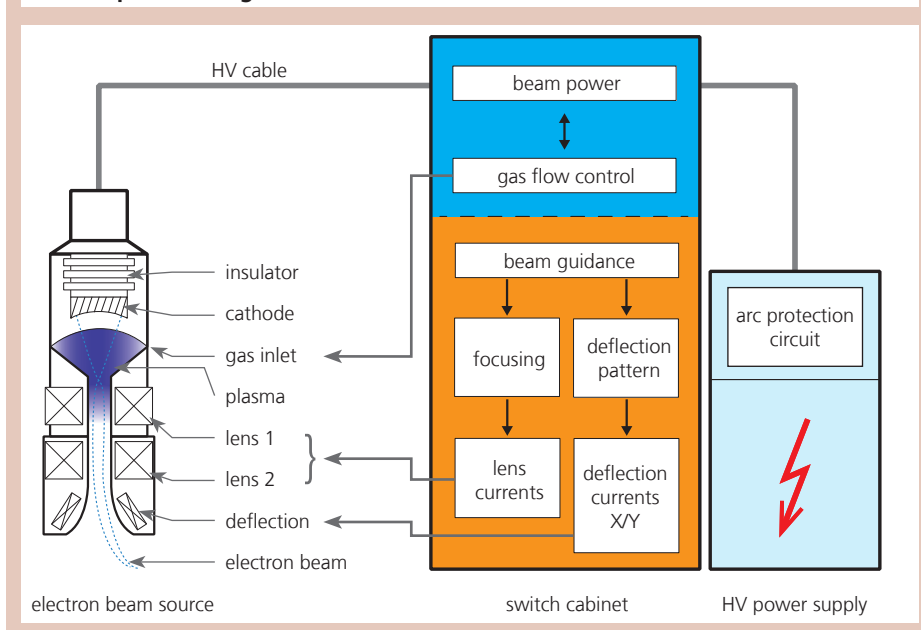 HV cable
beam power
gas flow control
insulator
cathode
gas inlet
plasma
lens 1
lens 2
deflection
electron beam
beam guidance
focusing
deflection
pattern
lens
currents
deflection
currents
X/Y
arc protection
circuit
electron beam source
switch cabinet
HV power supply